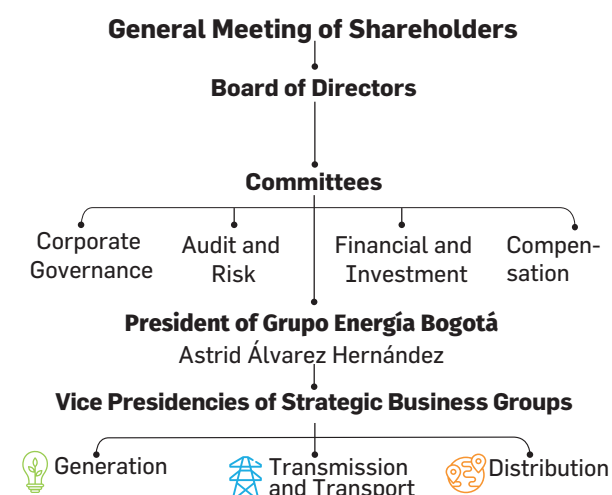 General Meeting of Shareholders
Board of Directors
Committees
Corporate
Governance
Audit and
Risk
Financial and
Investment
Compen-
sation
President of Grupo Energía Bogotá
Astrid Álvarez Hernández
Vice Presidencies of Strategic Business Groups
Generation
Transmission
and Transport
Distribution